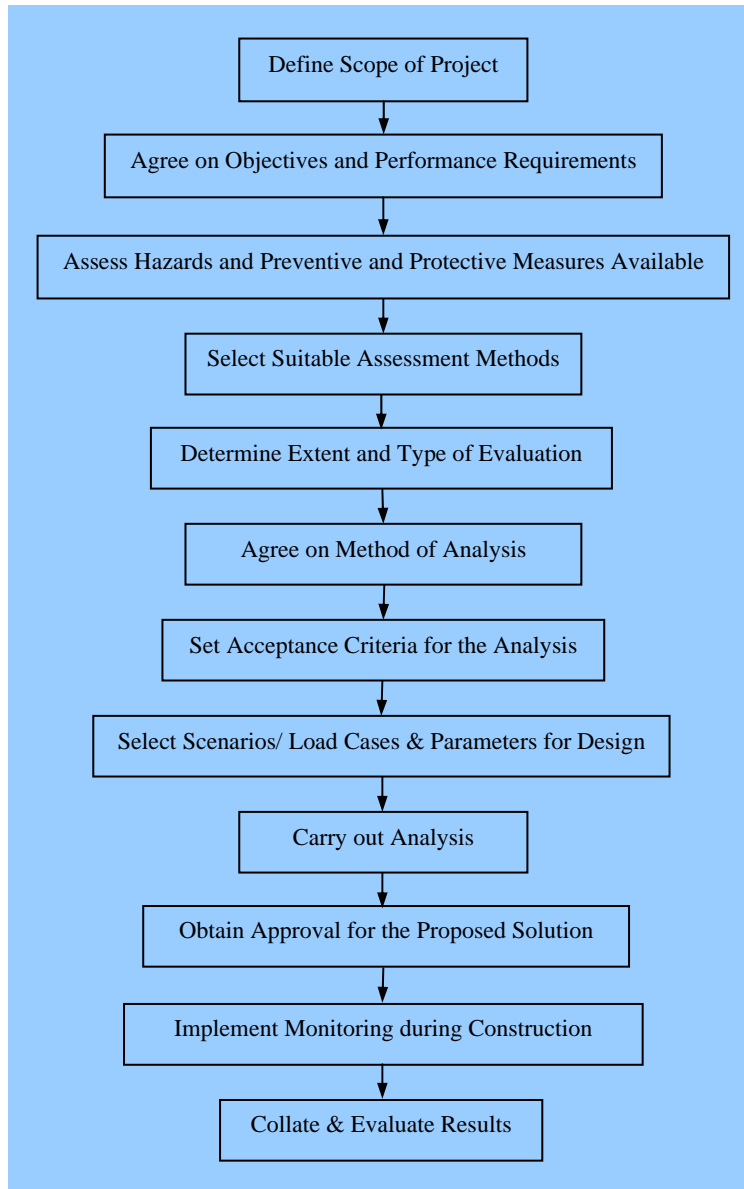 Define Scope of Project
Agree on Objectives and Performance Requirements
Assess Hazards and Preventive and Protective Measures Available
Select Suitable Assessment Methods
Determine Extent and Type of Evaluation
Agree on Method of Analysis
Set Acceptance Criteria for the Analysis
Select Scenarios/ Load Cases & Parameters for Design
Carry out Analysis
Obtain Approval for the Proposed Solution
Implement Monitoring during Construction
Collate & Evaluate Results